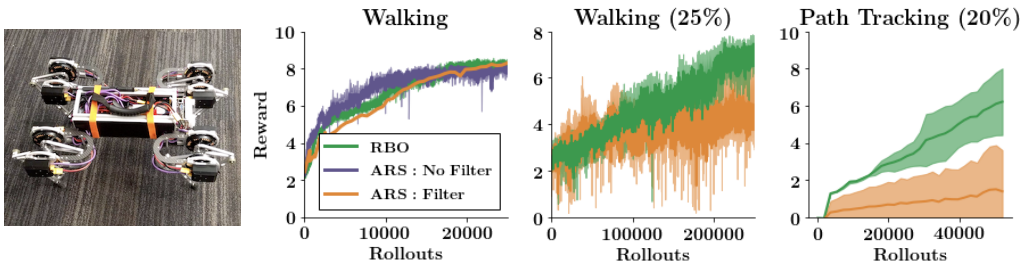 Walking
10
8
6
4
2
0
Reward
RBO
ARS : No Filter
ARS : Filter
0
10000
20000
Rollouts
Walking (25%)
8
6
4
2
0
0
100000
200000
Rollouts
Path Tracking (20%)
10
8
6
4
2
0
0
20000
40000
Rollouts